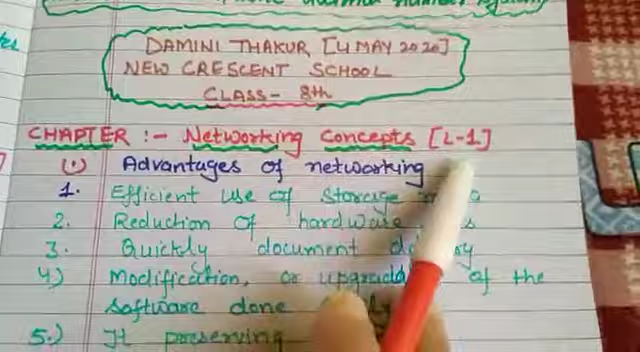 DAMINI THAKUR [4 MAY 2020]
NEW CRESCENT SCHOOL
CLASS- 8th
CHAPTER :- Networking Concepts [L-1]
(1) Advantages of networking
1. Efficient use of Storage
2. Reduction of hardware
3. Quickly document
4) Modification, or of the
Software done
5.) It preserving